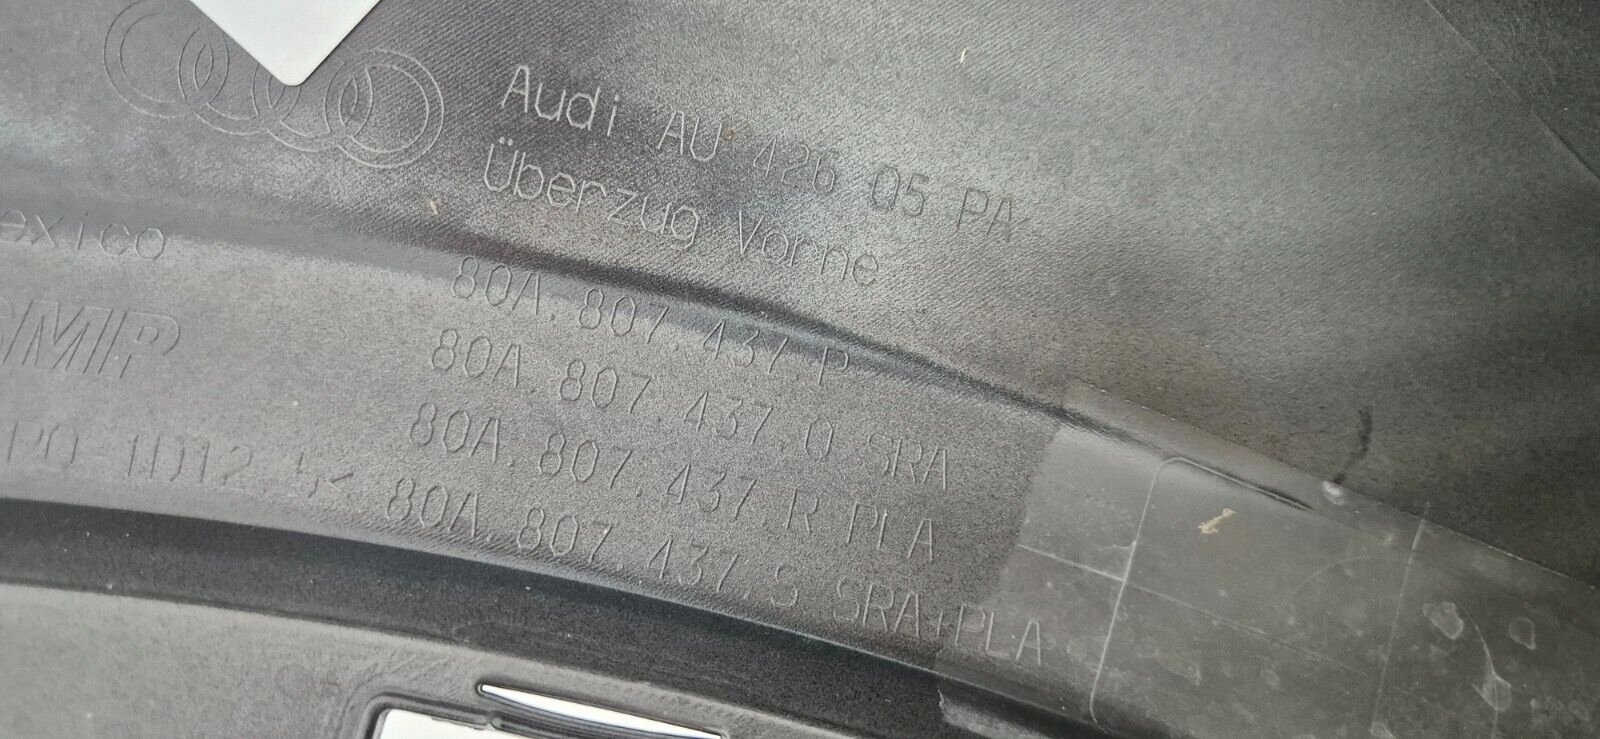 Audi AU 426 05 PA
Überzug Vorne
exico
80A.807.437.P
SMP
80A.807.437.Q SRA
80A.807.437.R PLA
80A.807.437.S SRA+PLA